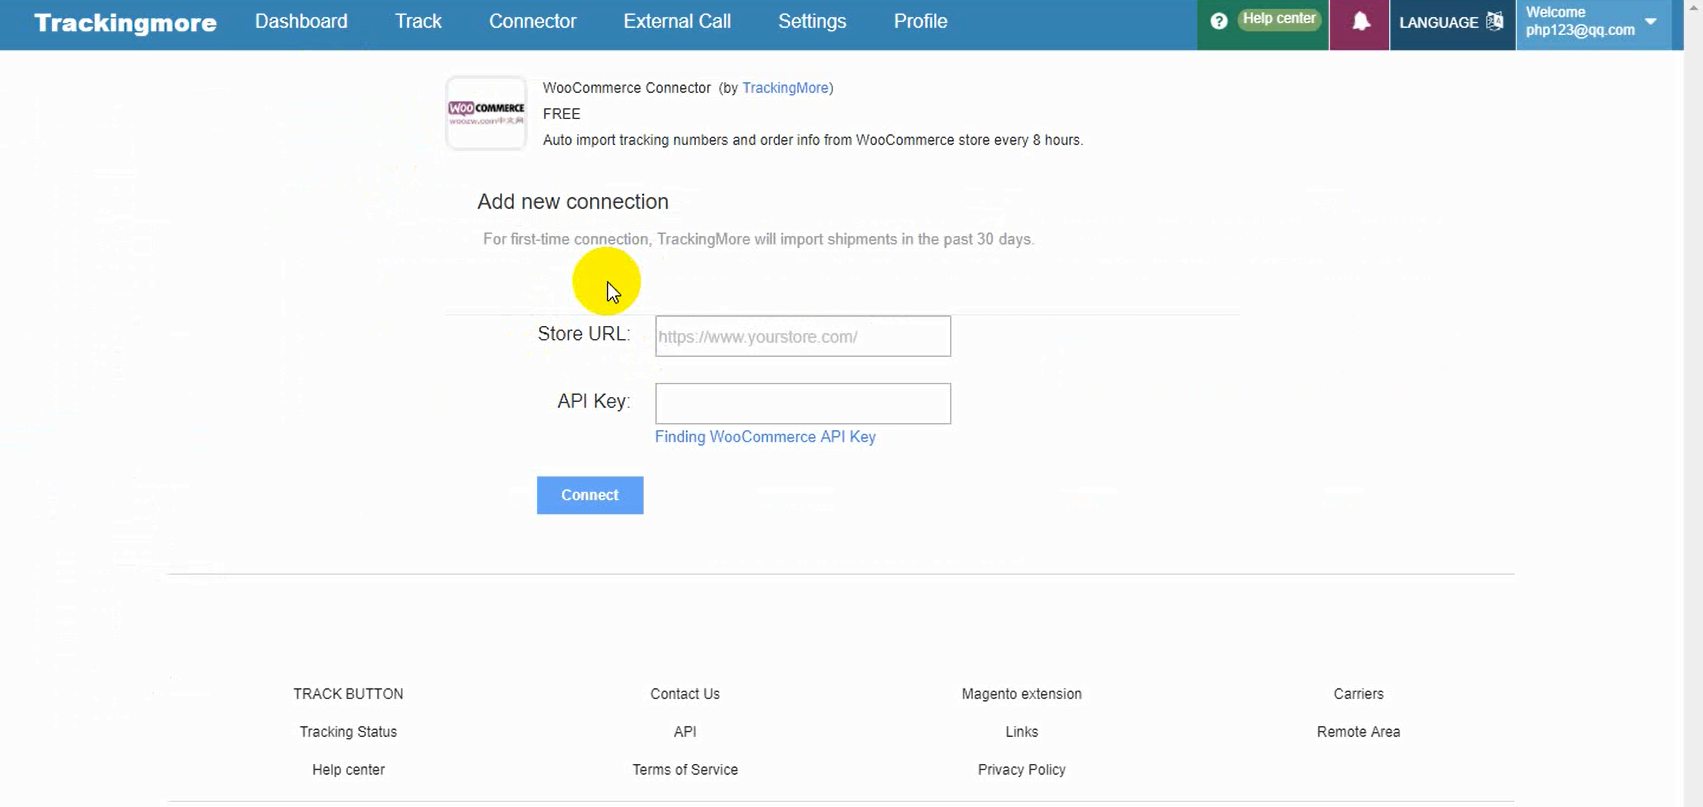 Trackingmore Dashboard Track Connector External Call Settings Profile Help center LANGUAGE Welcome
php123@qq.com
WOO COMMERCE
woozw.com中文网
WooCommerce Connector (by TrackingMore)
FREE
Auto import tracking numbers and order info from WooCommerce store every 8 hours.
Add new connection
For first-time connection, TrackingMore will import shipments in the past 30 days.
Store URL: https://www.yourstore.com/
API Key:
Finding WooCommerce API Key
Connect
TRACK BUTTON Contact Us Magento extension Carriers
Tracking Status API Links Remote Area
Help center Terms of Service Privacy Policy